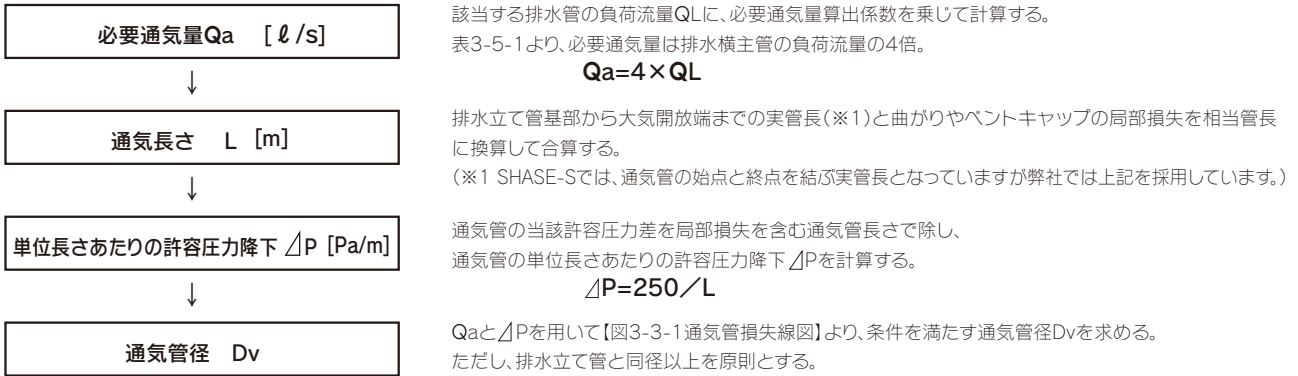 必要通気量Qa [ℓ/s]
該当する排水管の負荷流量QLに、必要通気量算出係数を乗じて計算する。
表3-5-1より、必要通気量は排水横主管の負荷流量の4倍。
Qa=4×QL
↓
通気長さ L [m]
排水立て管基部から大気開放端までの実管長(※1)と曲がりやベントキャップの局部損失を相当管長
に換算して合算する。
(※1 SHASE-Sでは、通気管の始点と終点を結ぶ実管長となっていますが弊社では上記を採用しています。)
↓
単位長さあたりの許容圧力降下 ⊿P [Pa/m]
通気管の当該許容圧力差を局部損失を含む通気管長さで除し、
通気管の単位長さあたりの許容圧力降下⊿Pを計算する。
⊿P=250/L
↓
通気管径 Dv
Qaと⊿Pを用いて【図3-3-1通気管損失線図】より、条件を満たす通気管径Dvを求める。
ただし、排水立て管と同径以上を原則とする。